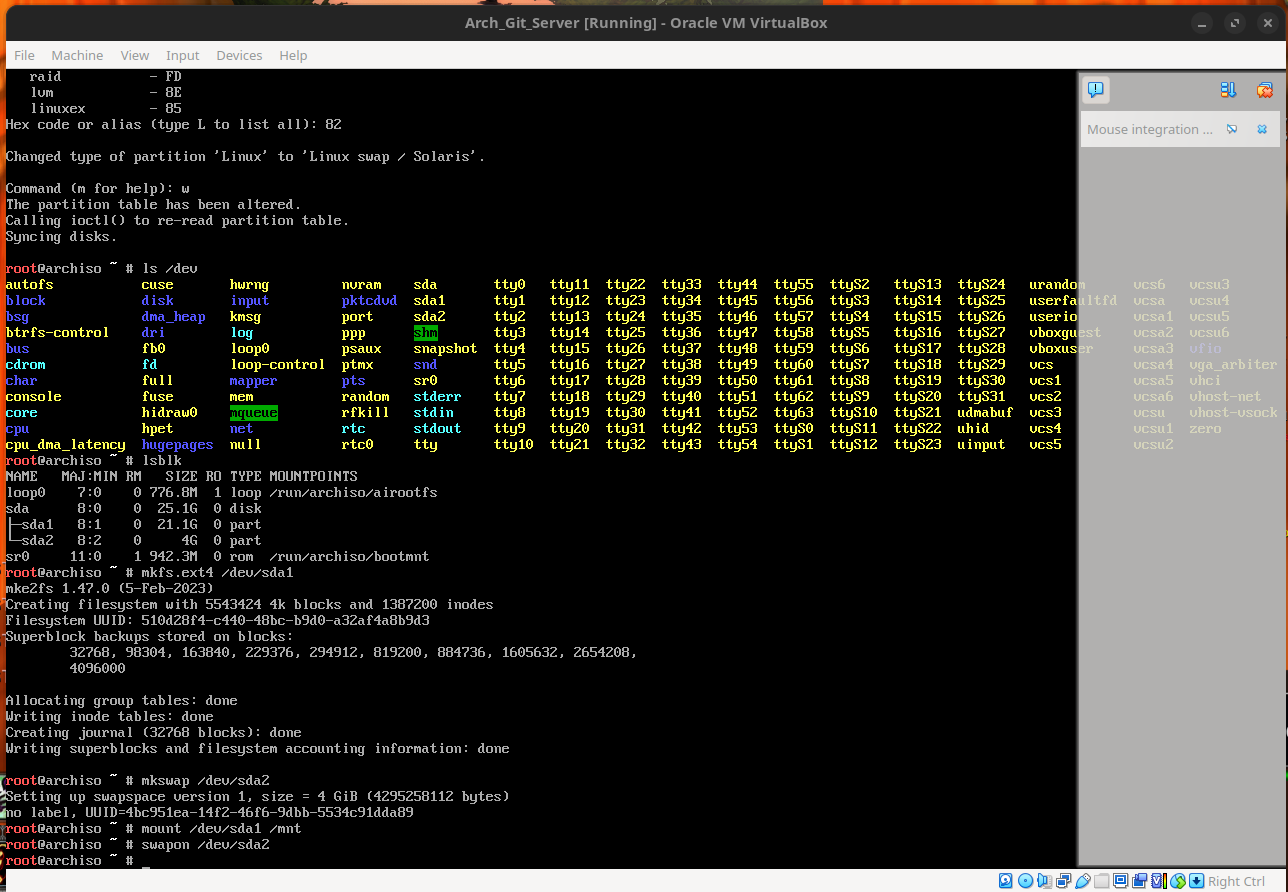 Arch_Git_Server [Running] - Oracle VM VirtualBox
File Machine View Input Devices Help
raid - FD
lvm - 8E
linuxex - 85
Hex code or alias (type L to list all): 82
Changed type of partition 'Linux' to 'Linux swap / Solaris'.
Command (m for help): w
The partition table has been altered.
Calling ioctl() to re-read partition table.
Syncing disks.
root@archiso ~ # ls /dev
autofs cuse hwrng nvram sda tty0 tty11 tty22 tty33 tty44 tty55 ttyS2 ttyS13 ttyS24 urandom vcs6 vcsu3
block disk input pktcdvd sda1 tty1 tty12 tty23 tty34 tty45 tty56 ttyS3 ttyS14 ttyS25 userfaultfd vcsa vcsu4
bsg dma_heap kmsg port sda2 tty2 tty13 tty24 tty35 tty46 tty57 ttyS4 ttyS15 ttyS26 userio vcsa1 vcsu5
btrfs-control dri log ppp shm tty3 tty14 tty25 tty36 tty47 tty58 ttyS5 ttyS16 ttyS27 vboxguest vcsa2 vcsu6
bus fb0 loop0 psaux snapshot tty4 tty15 tty26 tty37 tty48 tty59 ttyS6 ttyS17 ttyS28 vboxuser vcsa3 vfio
cdrom fd loop-control ptmx snd tty5 tty16 tty27 tty38 tty49 tty60 ttyS7 ttyS18 ttyS29 vcs vcsa4 vga_arbiter
char full mapper pts sr0 tty6 tty17 tty28 tty39 tty50 tty61 ttyS8 ttyS19 ttyS30 vcs1 vcsa5 vhci
console fuse mem random stderr tty7 tty18 tty29 tty40 tty51 tty62 ttyS9 ttyS20 ttyS31 vcs2 vcsa6 vhost-net
core hidraw0 mqueue rfkill stdin tty8 tty19 tty30 tty41 tty52 tty63 ttyS10 ttyS21 udmabuf vcs3 vcsu vhost-vsock
cpu hpet net rtc stdout tty9 tty20 tty31 tty42 tty53 ttyS0 ttyS11 ttyS22 uhid vcs4 vcsu1 zero
cpu_dma_latency hugepages null rtc0 tty tty10 tty21 tty32 tty43 tty54 ttyS1 ttyS12 ttyS23 uinput vcs5 vcsu2
root@archiso ~ # lsblk
NAME MAJ:MIN RM SIZE RO TYPE MOUNTPOINTS
loop0 7:0 0 776.8M 1 loop /run/archiso/airootfs
sda 8:0 0 25.1G 0 disk
├─sda1 8:1 0 21.1G 0 part
└─sda2 8:2 0 4G 0 part
sr0 11:0 1 942.3M 0 rom /run/archiso/bootmnt
root@archiso ~ # mkfs.ext4 /dev/sda1
mke2fs 1.47.0 (5-Feb-2023)
Creating filesystem with 5543424 4k blocks and 1387200 inodes
Filesystem UUID: 510d28f4-c440-48bc-b9d0-a32af4a8b9d3
Superblock backups stored on blocks:
32768, 98304, 163840, 229376, 294912, 819200, 884736, 1605632, 2654208,
4096000
Allocating group tables: done
Writing inode tables: done
Creating journal (32768 blocks): done
Writing superblocks and filesystem accounting information: done
root@archiso ~ # mkswap /dev/sda2
Setting up swapspace version 1, size = 4 GiB (4295258112 bytes)
no label, UUID=4bc951ea-14f2-46f6-9dbb-5534c91dda89
root@archiso ~ # mount /dev/sda1 /mnt
root@archiso ~ # swapon /dev/sda2
root@archiso ~ # _
Mouse integration ...
Right Ctrl